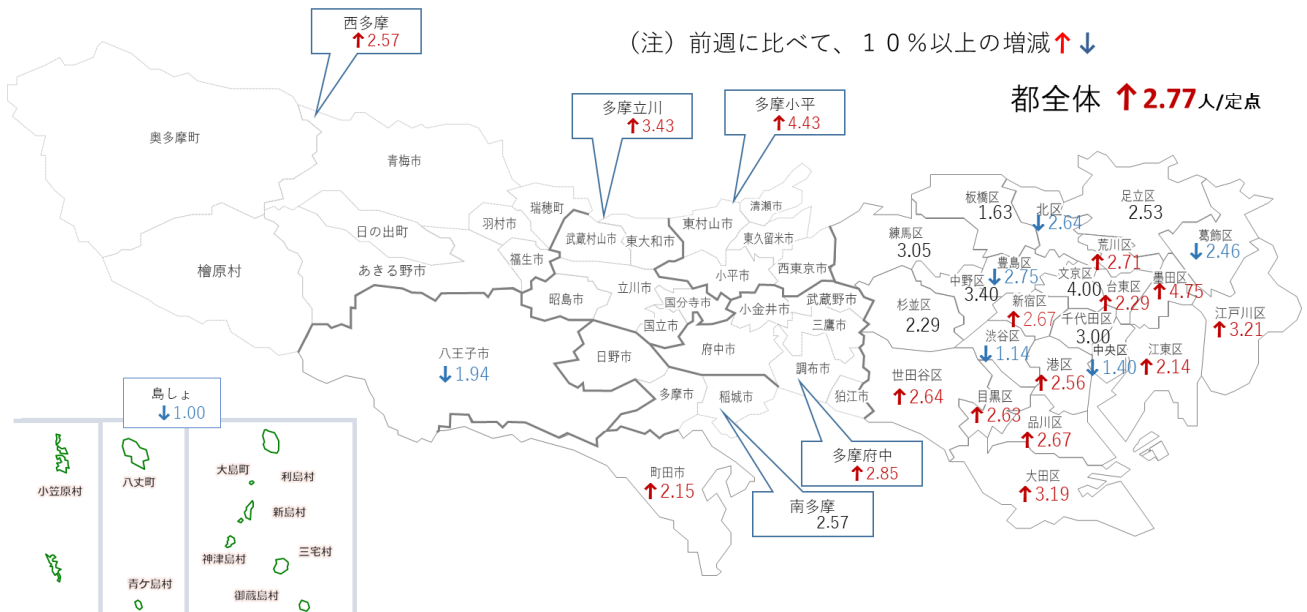 （注）前週に比べて、１０％以上の増減↑↓
都全体 ↑2.77人/定点
西多摩
↑2.57
多摩立川
↑3.43
多摩小平
↑4.43
奥多摩町
青梅市
瑞穂町
羽村市
日の出町
福生市
あきる野市
檜原村
武蔵村山市
東大和市
東村山市
清瀬市
東久留米市
小平市
西東京市
昭島市
立川市
国分寺市
国立市
小金井市
武蔵野市
三鷹市
府中市
調布市
狛江市
日野市
八王子市
↓1.94
多摩市
稲城市
町田市
↑2.15
多摩府中
↑2.85
南多摩
2.57
板橋区
1.63
北区
↓2.64
足立区
2.53
練馬区
3.05
荒川区
↑2.71
葛飾区
↓2.46
豊島区
↓2.75
中野区
3.40
文京区
4.00
台東区
↑2.29
墨田区
↑4.75
杉並区
2.29
新宿区
↑2.67
千代田区
3.00
江戸川区
↑3.21
渋谷区
↓1.14
中央区
↓1.40
江東区
↑2.14
港区
↑2.56
世田谷区
↑2.64
目黒区
↑2.63
品川区
↑2.67
大田区
↑3.19
島しょ
↓1.00
小笠原村
八丈町
青ケ島村
大島町
利島村
新島村
神津島村
三宅村
御蔵島村